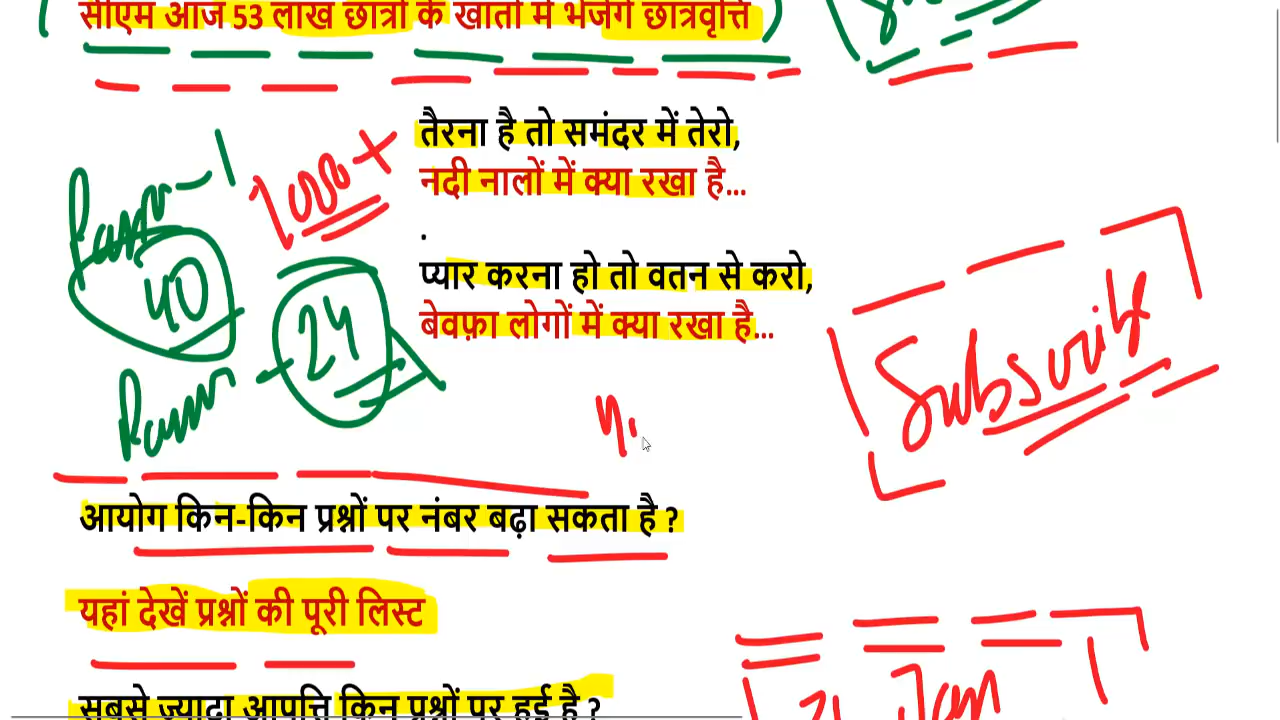 सीएम आज 53 लाख छात्रों के खातों में भेजेंगे छात्रवृत्ति
तैरना है तो समंदर में तेरो,
नदी नालों में क्या रखा है...
.
प्यार करना हो तो वतन से करो,
बेवफ़ा लोगों में क्या रखा है...
1000+
40
24
Subscribe
आयोग किन-किन प्रश्नों पर नंबर बढ़ा सकता है ?
यहां देखें प्रश्नों की पूरी लिस्ट
सबसे ज्यादा आपत्ति किन प्रश्नों पर हुई है ?
Jan